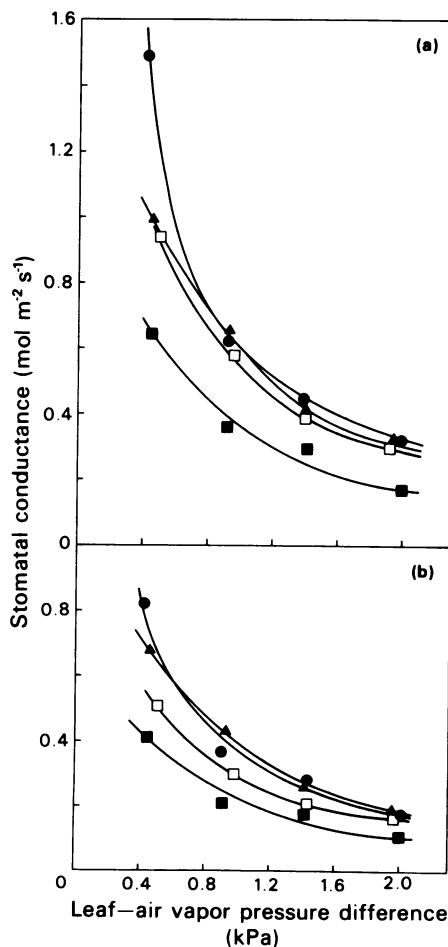 1.6
(a)
1.2
0.8
0.4
0
Stomatal conductance (mol m⁻² s⁻¹)
(b)
0.8
0.4
0
0.4 0.8 1.2 1.6 2.0
Leaf—air vapor pressure difference
(kPa)